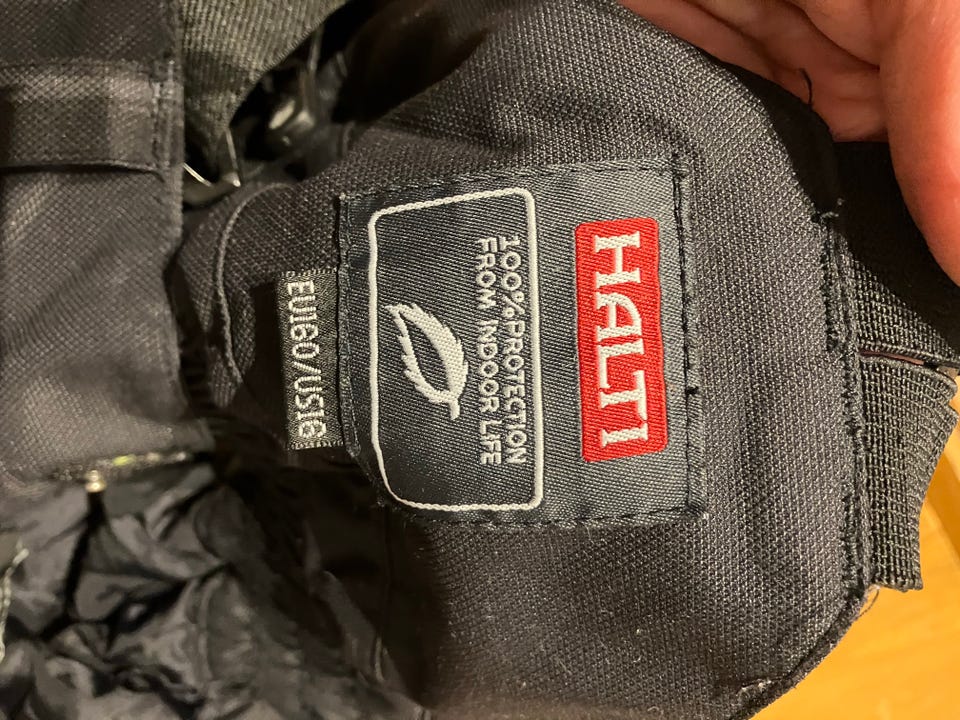 HALTI
100% PROTECTION
FROM INDOOR LIFE
EU160/US16